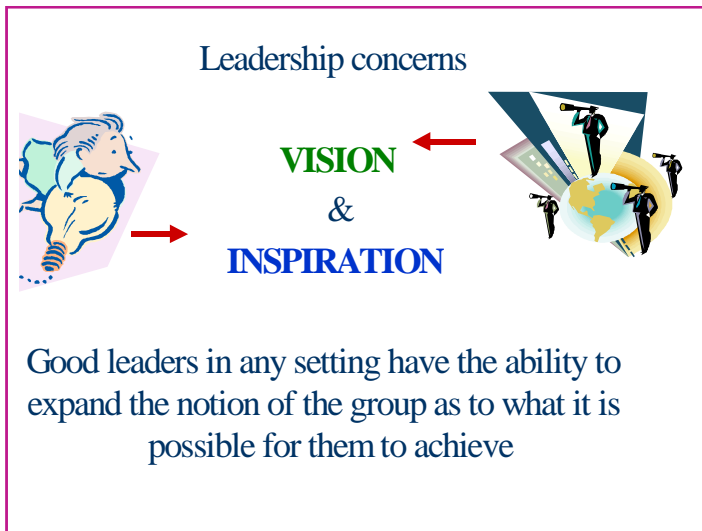 Leadership concerns
VISION
&
INSPIRATION
Good leaders in any setting have the ability to
expand the notion of the group as to what it is
possible for them to achieve